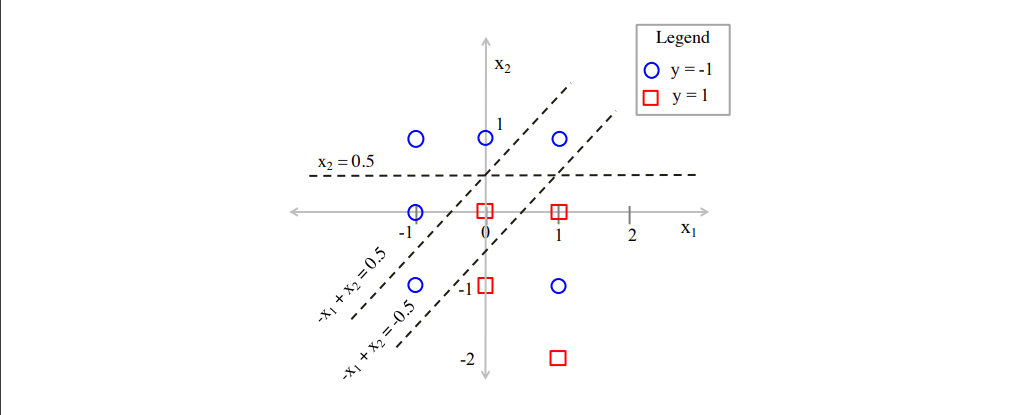 Legend
y = -1
y = 1
x₂
1
x₂ = 0.5
-1
0
1
2
x₁
-x₁ + x₂ = 0.5
-1
-x₁ + x₂ = -0.5
-2